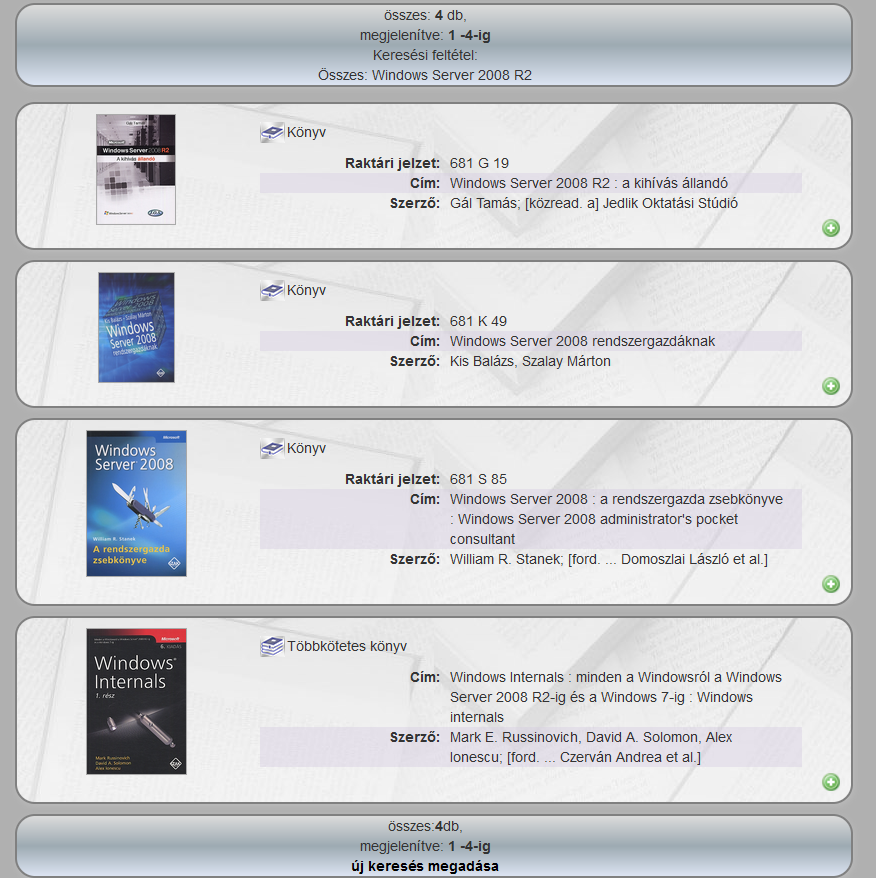 összes: 4 db,
megjelenítve: 1 -4-ig
Keresési feltétel:
Összes: Windows Server 2008 R2
Gál Tamás
Microsoft
Windows Server 2008 R2
A kihívás állandó
Könyv
Raktári jelzet: 681 G 19
Cím: Windows Server 2008 R2 : a kihívás állandó
Szerző: Gál Tamás; [közread. a] Jedlik Oktatási Stúdió
Kis Balázs - Szalay Márton
Windows
Server 2008
rendszergazdáknak
Könyv
Raktári jelzet: 681 K 49
Cím: Windows Server 2008 rendszergazdáknak
Szerző: Kis Balázs, Szalay Márton
Microsoft
Windows
Server 2008
William R. Stanek
A rendszergazda
zsebkönyve
Könyv
Raktári jelzet: 681 S 85
Cím: Windows Server 2008 : a rendszergazda zsebkönyve
: Windows Server 2008 administrator's pocket
consultant
Szerző: William R. Stanek; [ford. ... Domoszlai László et al.]
Microsoft
6. KIADÁS
Windows®
Internals
1. rész
Mark Russinovich
David A. Solomon
Alex Ionescu
Többkötetes könyv
Cím: Windows Internals : minden a Windowsról a Windows
Server 2008 R2-ig és a Windows 7-ig : Windows
internals
Szerző: Mark E. Russinovich, David A. Solomon, Alex
Ionescu; [ford. ... Czerván Andrea et al.]
összes:4db,
megjelenítve: 1 -4-ig
új keresés megadása